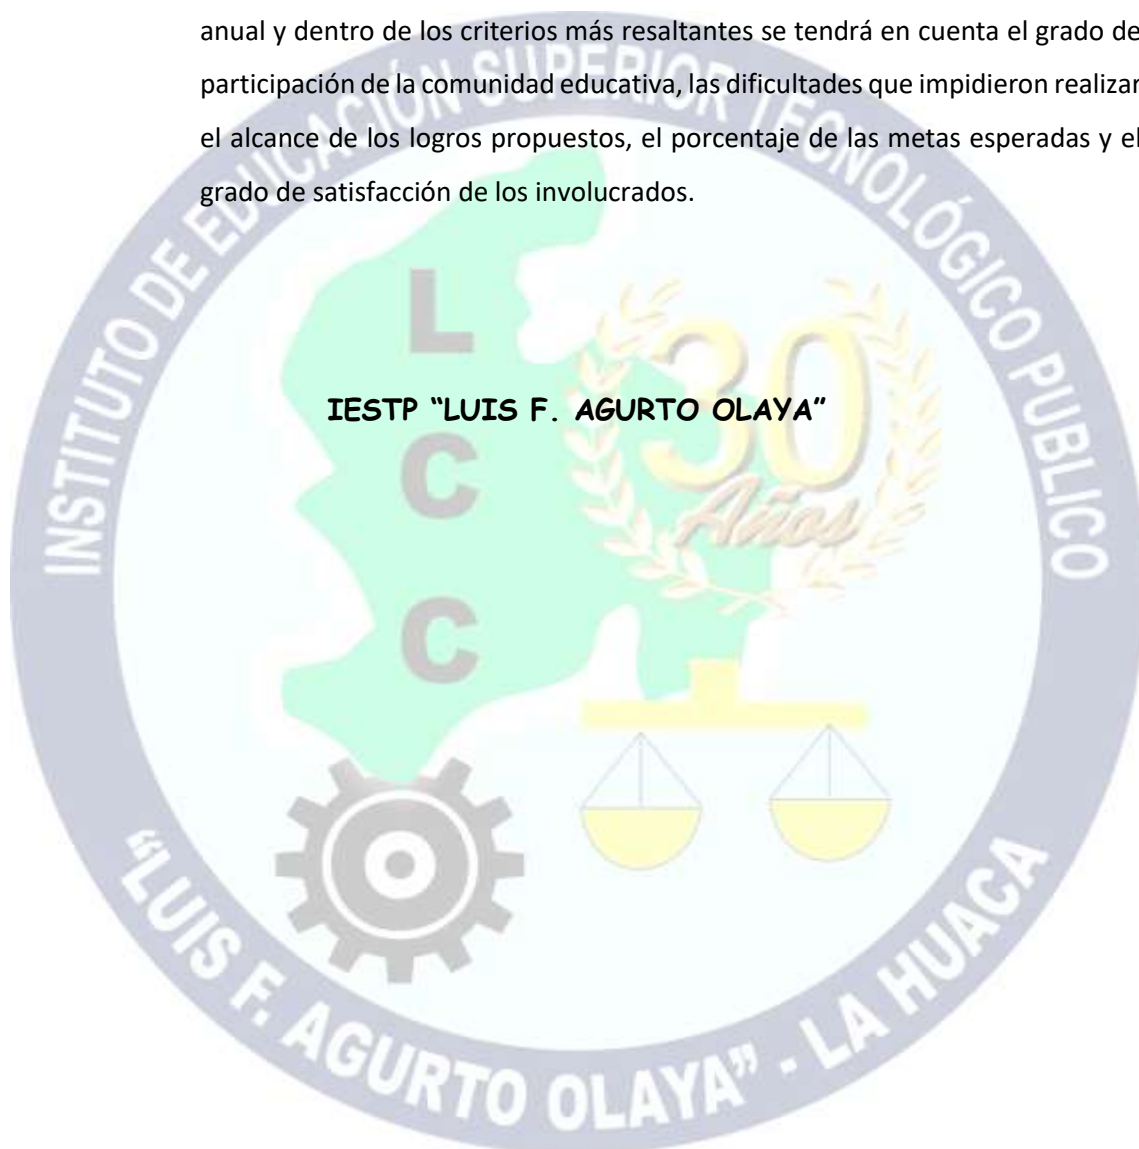 anual y dentro de los criterios más resaltantes se tendrá en cuenta el grado de
participación de la comunidad educativa, las dificultades que impidieron realizar
el alcance de los logros propuestos, el porcentaje de las metas esperadas y el
grado de satisfacción de los involucrados.
INSTITUTO DE EDUCACIÓN SUPERIOR TECNOLÓGICO PUBLICO
L
30
Años
IESTP “LUIS F. AGURTO OLAYA”
C
C
“LUIS F. AGURTO OLAYA” - LA HUACA